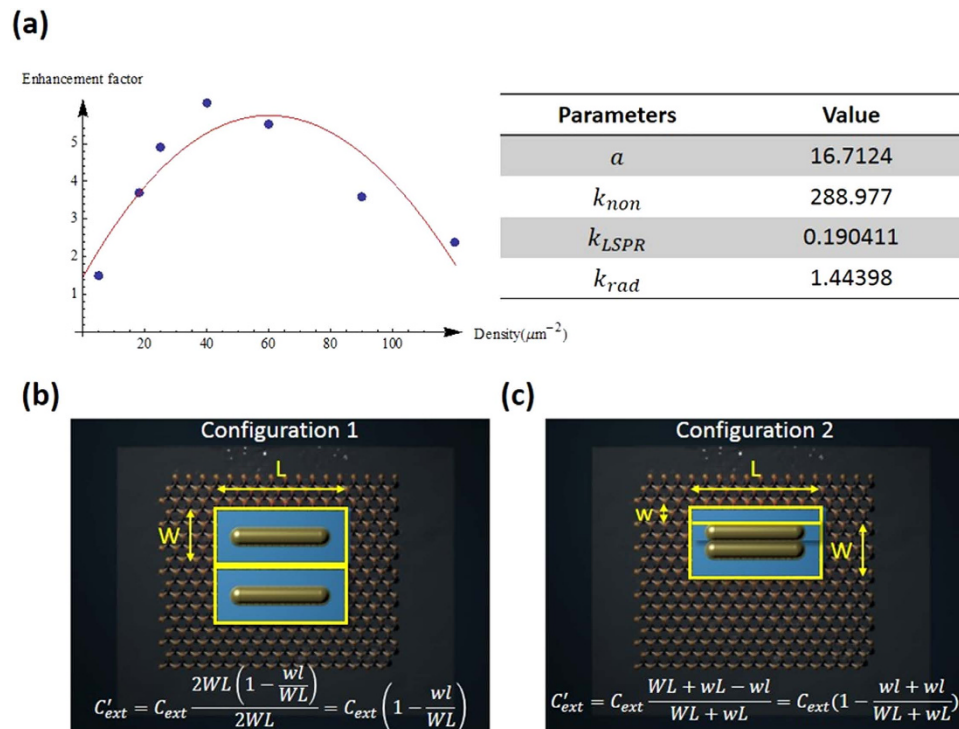 (a)
Enhancement factor
5
4
3
2
1
20 40 60 80 100
Density(μm⁻²)
Parameters Value
a 16.7124
k_non 288.977
k_LSPR 0.190411
k_rad 1.44398
(b)
Configuration 1
L
W
C'_ext = C_ext 2WL(1 - wl/WL)/2WL = C_ext (1 - wl/WL)
(c)
Configuration 2
L
w
W
C'_ext = C_ext (WL + wL - wl)/(WL + wL) = C_ext(1 - (wl + wl)/(WL + wL))